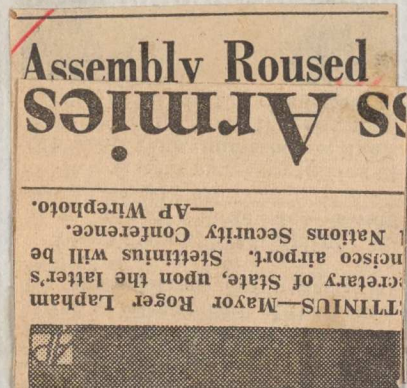 Assembly Roused
TTINIUS—Mayor Roger Lapham
ecretary of State, upon the latter's
ncisco airport. Stettinius will be
l Nations Security Conference.
—AP Wirephoto.
ss Armies